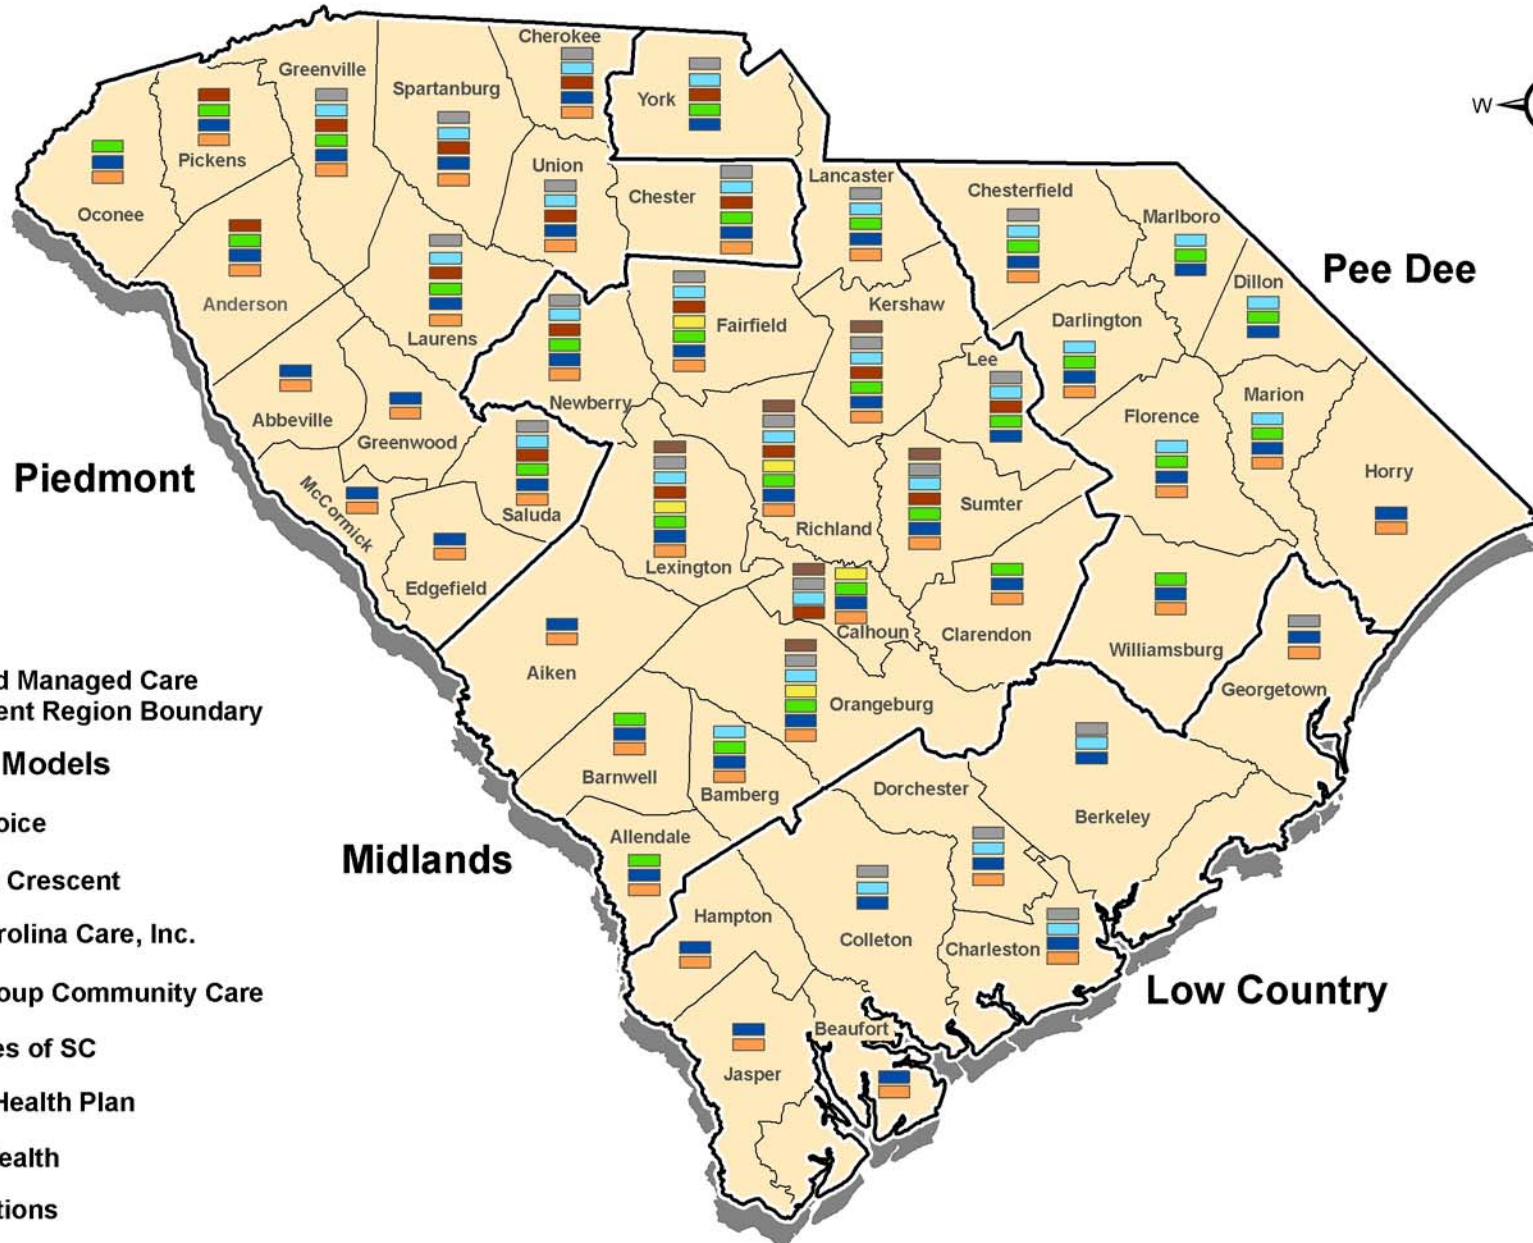 Cherokee
Greenville
Spartanburg
York
W
Pickens
Union
Lancaster
Chester
Chesterfield
Oconee
Marlboro
Pee Dee
Dillon
Anderson
Kershaw
Fairfield
Darlington
Laurens
Lee
Newberry
Marion
Florence
Abbeville
Greenwood
Piedmont
Horry
McCormick
Saluda
Sumter
Richland
Lexington
Edgefield
Calhoun
Clarendon
Williamsburg
Aiken
Georgetown
Orangeburg
d Managed Care
ent Region Boundary
Models
Barnwell
Bamberg
Dorchester
Berkeley
oice
Allendale
Midlands
Crescent
Hampton
rolina Care, Inc.
Colleton
Charleston
Low Country
oup Community Care
Beaufort
es of SC
Jasper
Health Plan
ealth
tions